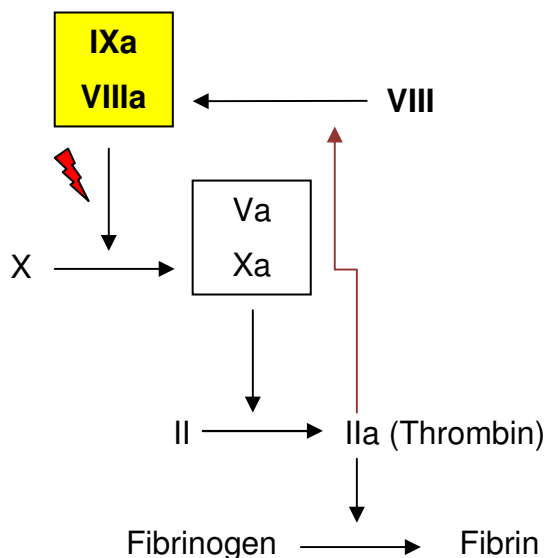 IXa
VIIIa
VIII
Va
Xa
X
II
IIa (Thrombin)
Fibrinogen
Fibrin